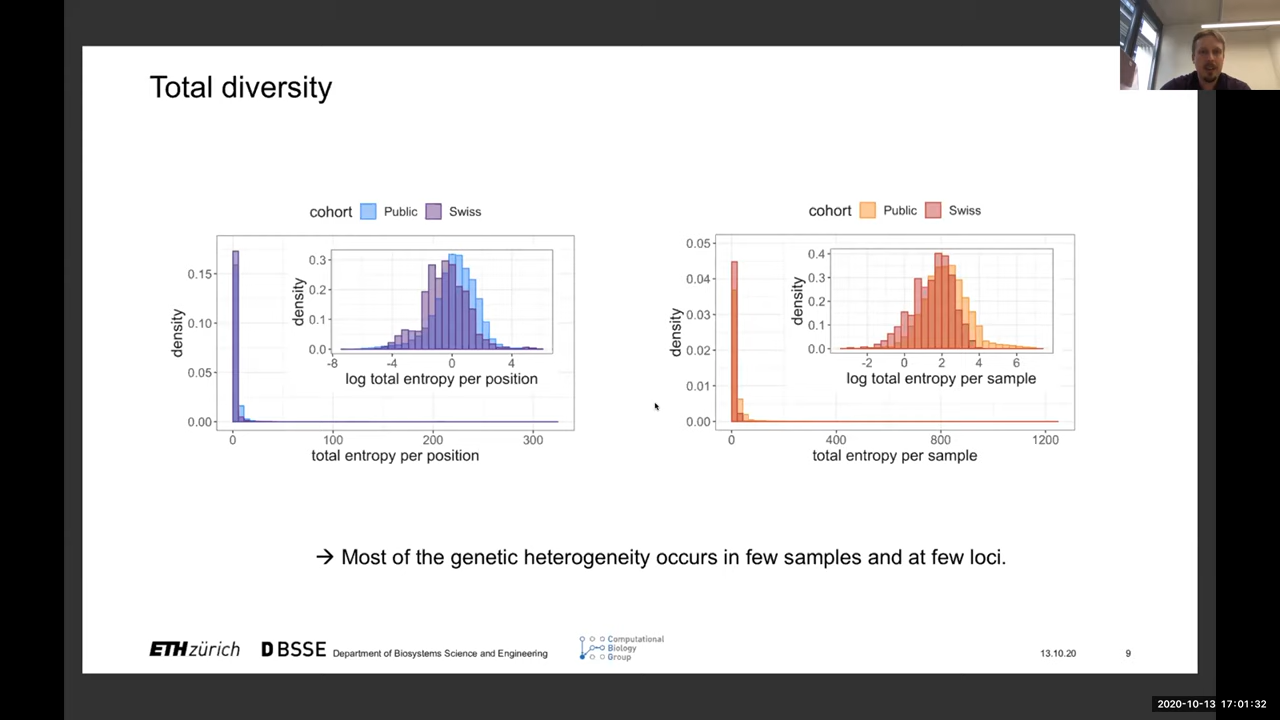 Total diversity
cohort Public Swiss
0.15
0.10
0.05
0.00
density
0 100 200 300
total entropy per position
0.3
0.2
0.1
0.0
density
-8 -4 0 4
log total entropy per position
cohort Public Swiss
0.05
0.04
0.03
0.02
0.01
0.00
density
0 400 800 1200
total entropy per sample
0.4
0.3
0.2
0.1
0.0
density
-2 0 2 4 6
log total entropy per sample
→ Most of the genetic heterogeneity occurs in few samples and at few loci.
ETH zürich D BSSE Department of Biosystems Science and Engineering
Computational
Biology
Group
13.10.20 9
2020-10-13 17:01:32